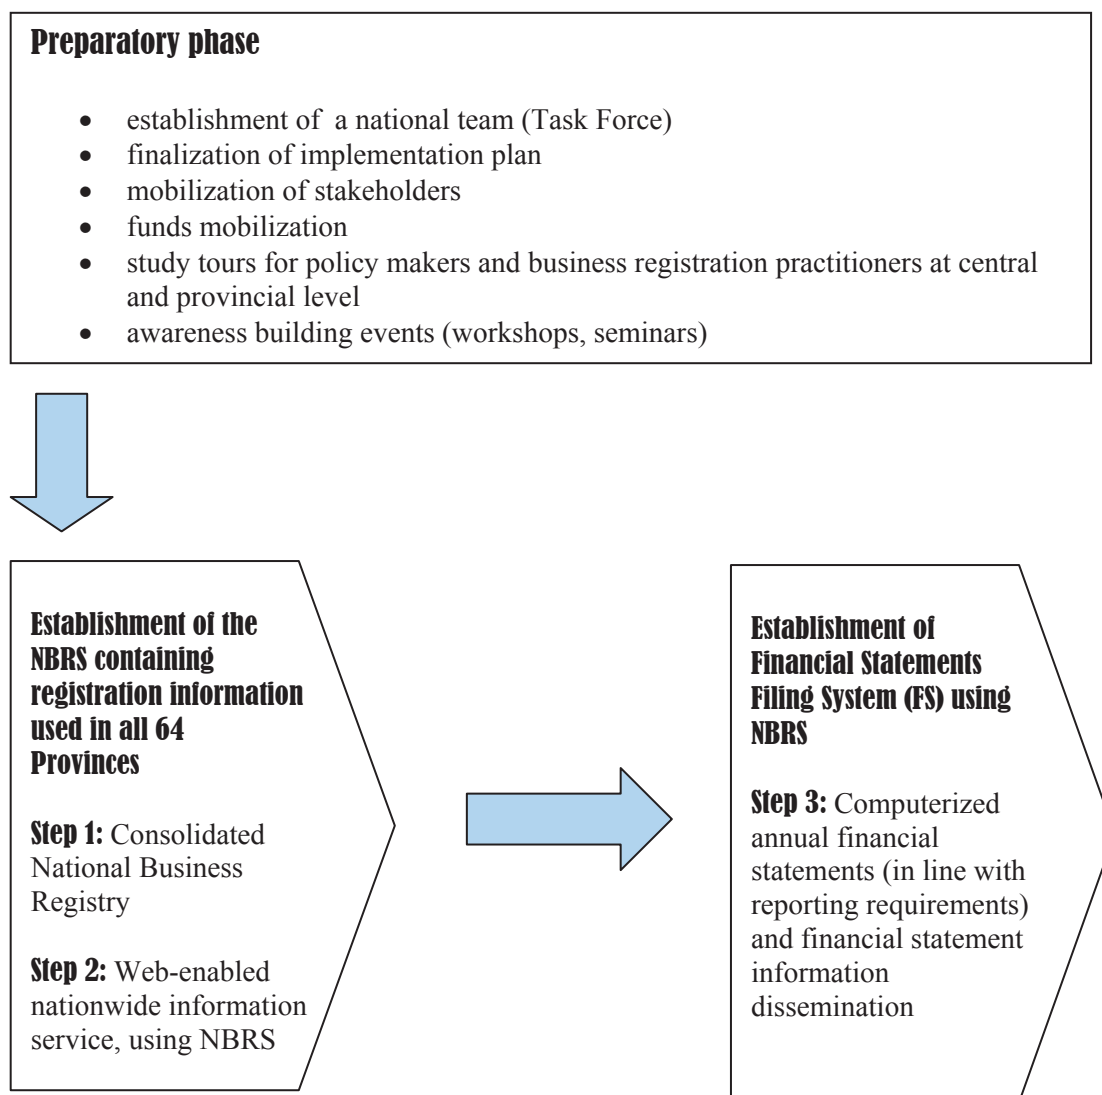 Preparatory phase
• establishment of a national team (Task Force)
• finalization of implementation plan
• mobilization of stakeholders
• funds mobilization
• study tours for policy makers and business registration practitioners at central
and provincial level
• awareness building events (workshops, seminars)
Establishment of the
NBRS containing
registration information
used in all 64
Provinces
Step 1: Consolidated
National Business
Registry
Step 2: Web-enabled
nationwide information
service, using NBRS
Establishment of
Financial Statements
Filing System (FS) using
NBRS
Step 3: Computerized
annual financial
statements (in line with
reporting requirements)
and financial statement
information
dissemination